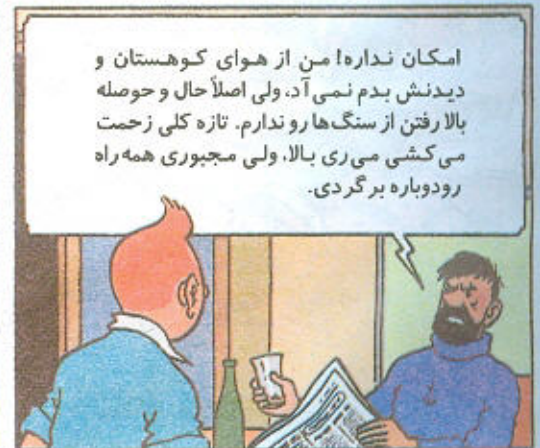 امکان نداره! من از هوای کوهستان و
دیدنش بدم نمی‌آد، ولی اصلاً حال و حوصله
بالا رفتن از سنگ‌ها رو ندارم. تازه کلی زحمت
می‌کشی می‌ری بالا، ولی مجبوری همه راه
رودوباره برگردی.